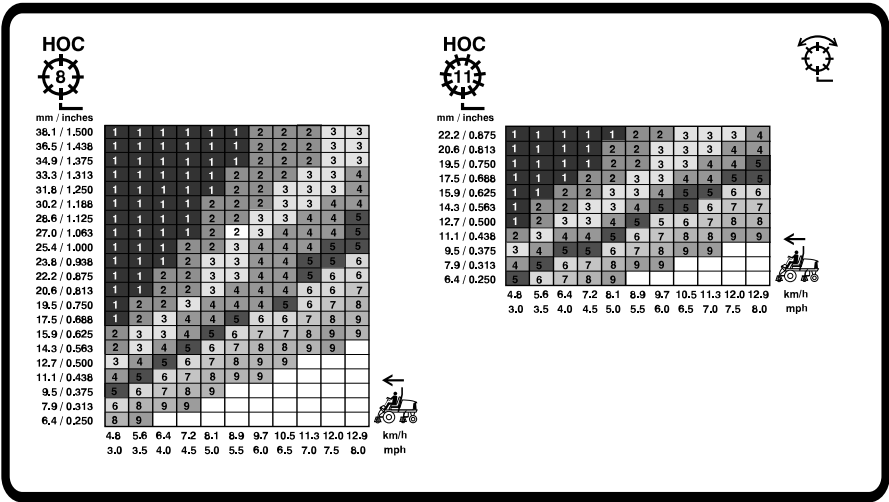 HOC
8
mm / inches
38.1 / 1.500 1 1 1 1 1 1 2 2 2 3 3
36.5 / 1.438 1 1 1 1 1 1 2 2 2 3 3
34.9 / 1.375 1 1 1 1 1 1 2 2 2 3 3
33.3 / 1.313 1 1 1 1 1 2 2 2 3 3 4
31.8 / 1.250 1 1 1 1 1 2 2 3 3 3 4
30.2 / 1.188 1 1 1 1 2 2 2 3 3 4 4
28.6 / 1.125 1 1 1 1 2 2 3 3 4 4 5
27.0 / 1.063 1 1 1 1 2 2 3 4 4 4 5
25.4 / 1.000 1 1 1 2 2 3 4 4 4 5 5
23.8 / 0.938 1 1 1 2 3 3 4 4 5 5 6
22.2 / 0.875 1 1 2 2 3 3 4 4 5 6 6
20.6 / 0.813 1 1 2 2 3 4 4 4 6 6 7
19.5 / 0.750 1 2 2 3 4 4 4 5 6 7 8
17.5 / 0.688 1 2 3 4 4 5 6 6 7 8 9
15.9 / 0.625 2 3 3 4 5 6 7 7 8 9 9
14.3 / 0.563 2 3 4 5 6 7 8 8 9 9
12.7 / 0.500 3 4 5 6 7 8 9 9
11.1 / 0.438 4 5 6 7 8 9 9
9.5 / 0.375 5 6 7 8 9
7.9 / 0.313 6 8 9 9
6.4 / 0.250 8 9
4.8 5.6 6.4 7.2 8.1 8.9 9.7 10.5 11.3 12.0 12.9 km/h
3.0 3.5 4.0 4.5 5.0 5.5 6.0 6.5 7.0 7.5 8.0 mph
HOC
11
mm / inches
22.2 / 0.875 1 1 1 1 1 2 2 3 3 3 4
20.6 / 0.813 1 1 1 1 2 2 3 3 3 4 4
19.5 / 0.750 1 1 1 1 2 2 3 3 4 4 5
17.5 / 0.688 1 1 1 2 2 3 3 4 4 5 5
15.9 / 0.625 1 1 2 2 3 3 4 5 5 6 6
14.3 / 0.563 1 2 2 3 3 4 5 5 6 7 7
12.7 / 0.500 1 2 3 3 4 5 5 6 7 8 8
11.1 / 0.438 2 3 4 4 5 6 7 8 8 9 9
9.5 / 0.375 3 4 5 5 6 7 8 9 9
7.9 / 0.313 4 5 6 7 8 9 9
6.4 / 0.250 5 6 7 8 9
4.8 5.6 6.4 7.2 8.1 8.9 9.7 10.5 11.3 12.0 12.9 km/h
3.0 3.5 4.0 4.5 5.0 5.5 6.0 6.5 7.0 7.5 8.0 mph